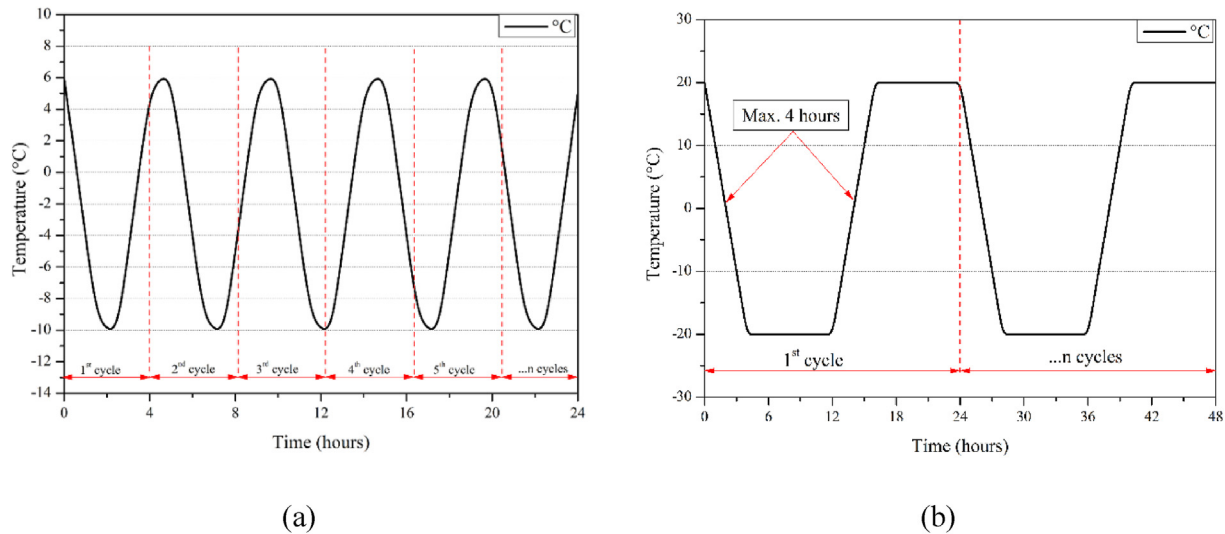 10
8
6
4
2
0
-2
-4
-6
-8
-10
-12
-14
Temperature (°C)
°C
1st cycle
2nd cycle
3rd cycle
4th cycle
5th cycle
...n cycles
0
4
8
12
16
20
24
Time (hours)
(a)
30
20
10
0
-10
-20
-30
Temperature (°C)
°C
Max. 4 hours
1st cycle
...n cycles
0
6
12
18
24
30
36
42
48
Time (hours)
(b)